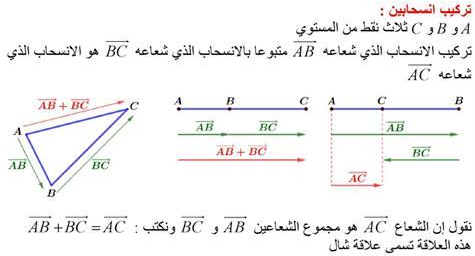 تركيب انسحابين :
A و B و C ثلاث نقط من المستوي
تركيب الانسحاب الذي شعاعه AB متبوعا بالانسحاب الذي شعاعه BC هو الانسحاب الذي
شعاعه AC
AB + BC
C
A
AB
BC
B
A B C
AB BC
AB + BC
A C B
AB
BC
AC
نقول إن الشعاع AC هو مجموع الشعاعين AB و BC ونكتب : AB + BC = AC
هذه العلاقة تسمى علاقة شال